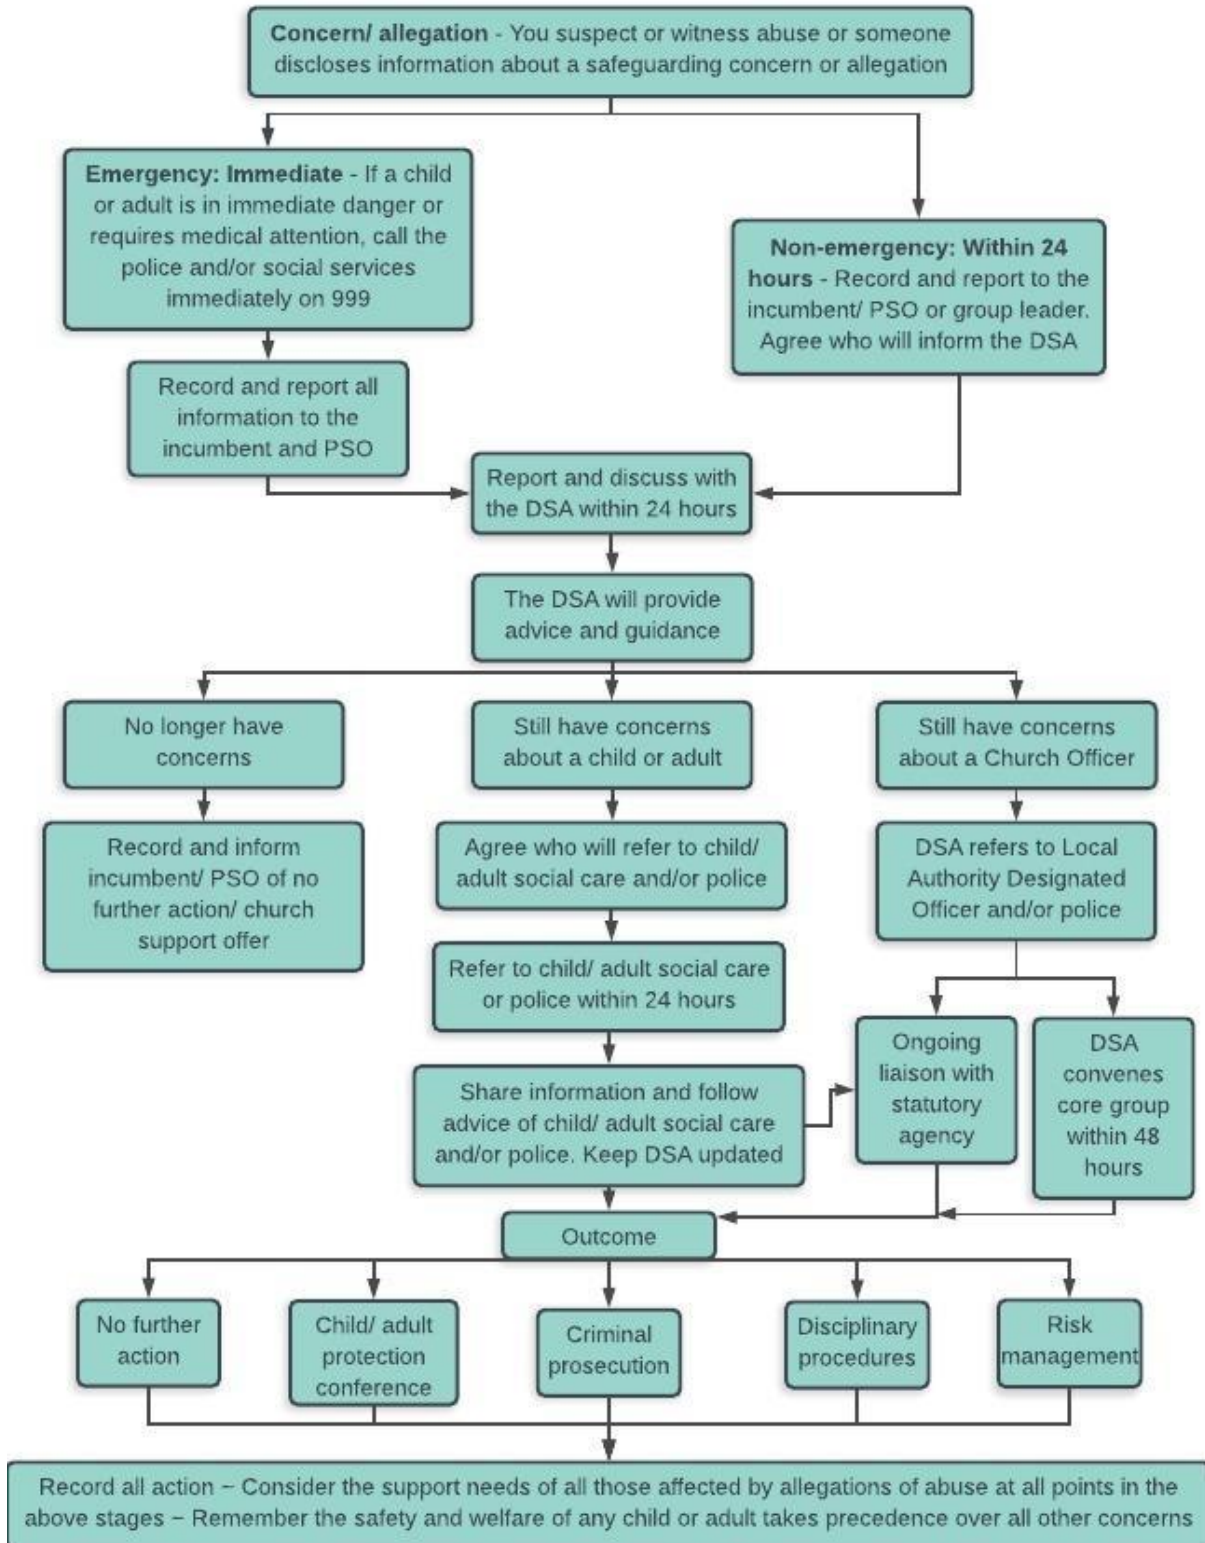 Concern/ allegation - You suspect or witness abuse or someone
discloses information about a safeguarding concern or allegation
Emergency: Immediate - If a child
or adult is in immediate danger or
requires medical attention, call the
police and/or social services
immediately on 999
Non-emergency: Within 24
hours - Record and report to the
incumbent/ PSO or group leader.
Agree who will inform the DSA
Record and report all
information to the
incumbent and PSO
Report and discuss with
the DSA within 24 hours
The DSA will provide
advice and guidance
No longer have
concerns
Still have concerns
about a child or adult
Still have concerns
about a Church Officer
Record and inform
incumbent/ PSO of no
further action/ church
support offer
Agree who will refer to child/
adult social care and/or police
DSA refers to Local
Authority Designated
Officer and/or police
Refer to child/ adult social care
or police within 24 hours
Share information and follow
advice of child/ adult social care
and/or police. Keep DSA updated
Ongoing
liaison with
statutory
agency
DSA
convenes
core group
within 48
hours
Outcome
No further
action
Child/ adult
protection
conference
Criminal
prosecution
Disciplinary
procedures
Risk
management
Record all action ~ Consider the support needs of all those affected by allegations of abuse at all points in the
above stages ~ Remember the safety and welfare of any child or adult takes precedence over all other concerns